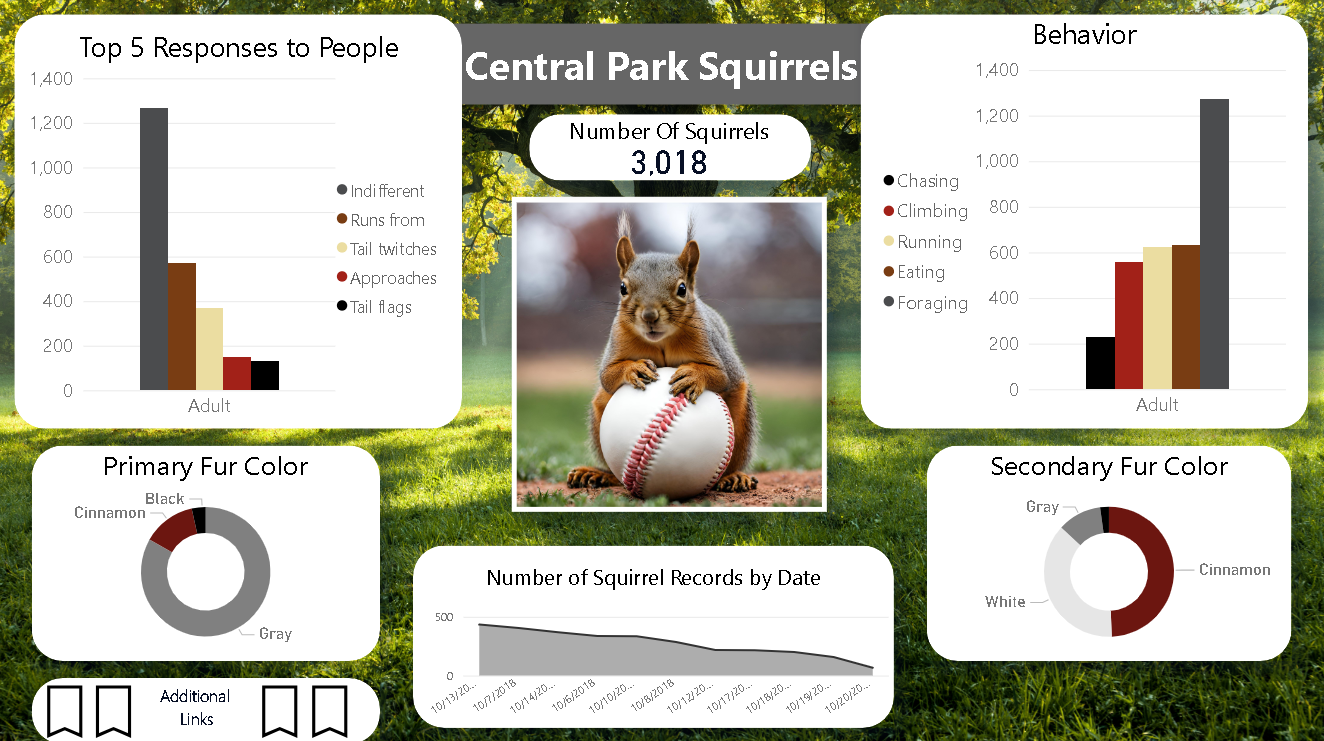 Top 5 Responses to People
1,400
1,200
1,000
800
600
400
200
0
Adult
Indifferent
Runs from
Tail twitches
Approaches
Tail flags
Central Park Squirrels
Number Of Squirrels
3,018
Behavior
Chasing
Climbing
Running
Eating
Foraging
1,400
1,200
1,000
800
600
400
200
0
Adult
Primary Fur Color
Black
Cinnamon
Gray
Additional
Links
Number of Squirrel Records by Date
500
0
10/13/20...
10/7/2018
10/14/20...
10/6/2018
10/10/20...
10/8/2018
10/12/20...
10/17/20...
10/18/20...
10/19/20...
10/20/20...
Secondary Fur Color
Gray
White
Cinnamon